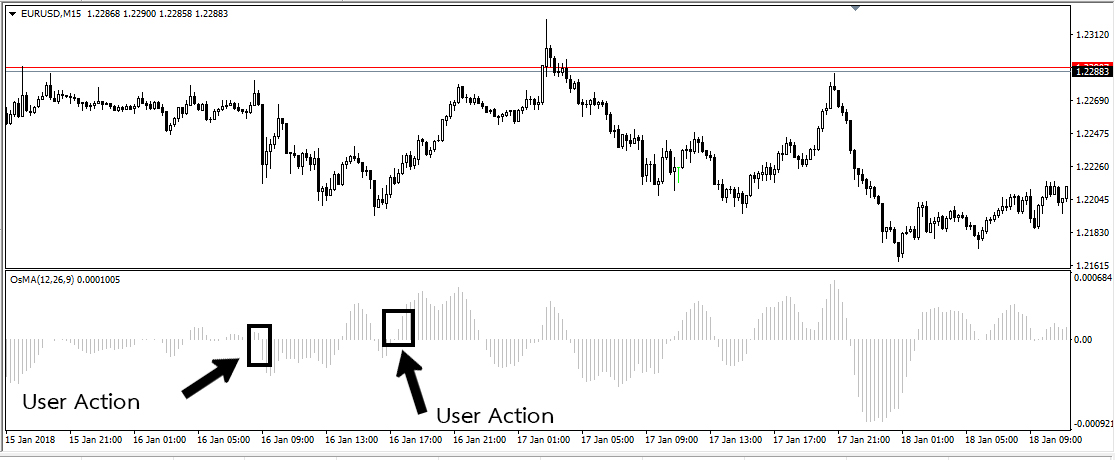 EURUSD,M15 1.22868 1.22900 1.22858 1.22883
1.23120
1.22883
1.22690
1.22475
1.22260
1.22045
1.21830
1.21615
OsMA(12,26,9) 0.0001005
0.000684
0.00
-0.000921
User Action
User Action
15 Jan 2018 15 Jan 21:00 16 Jan 01:00 16 Jan 05:00 16 Jan 09:00 16 Jan 13:00 16 Jan 17:00 16 Jan 21:00 17 Jan 01:00 17 Jan 05:00 17 Jan 09:00 17 Jan 13:00 17 Jan 17:00 17 Jan 21:00 18 Jan 01:00 18 Jan 05:00 18 Jan 09:00